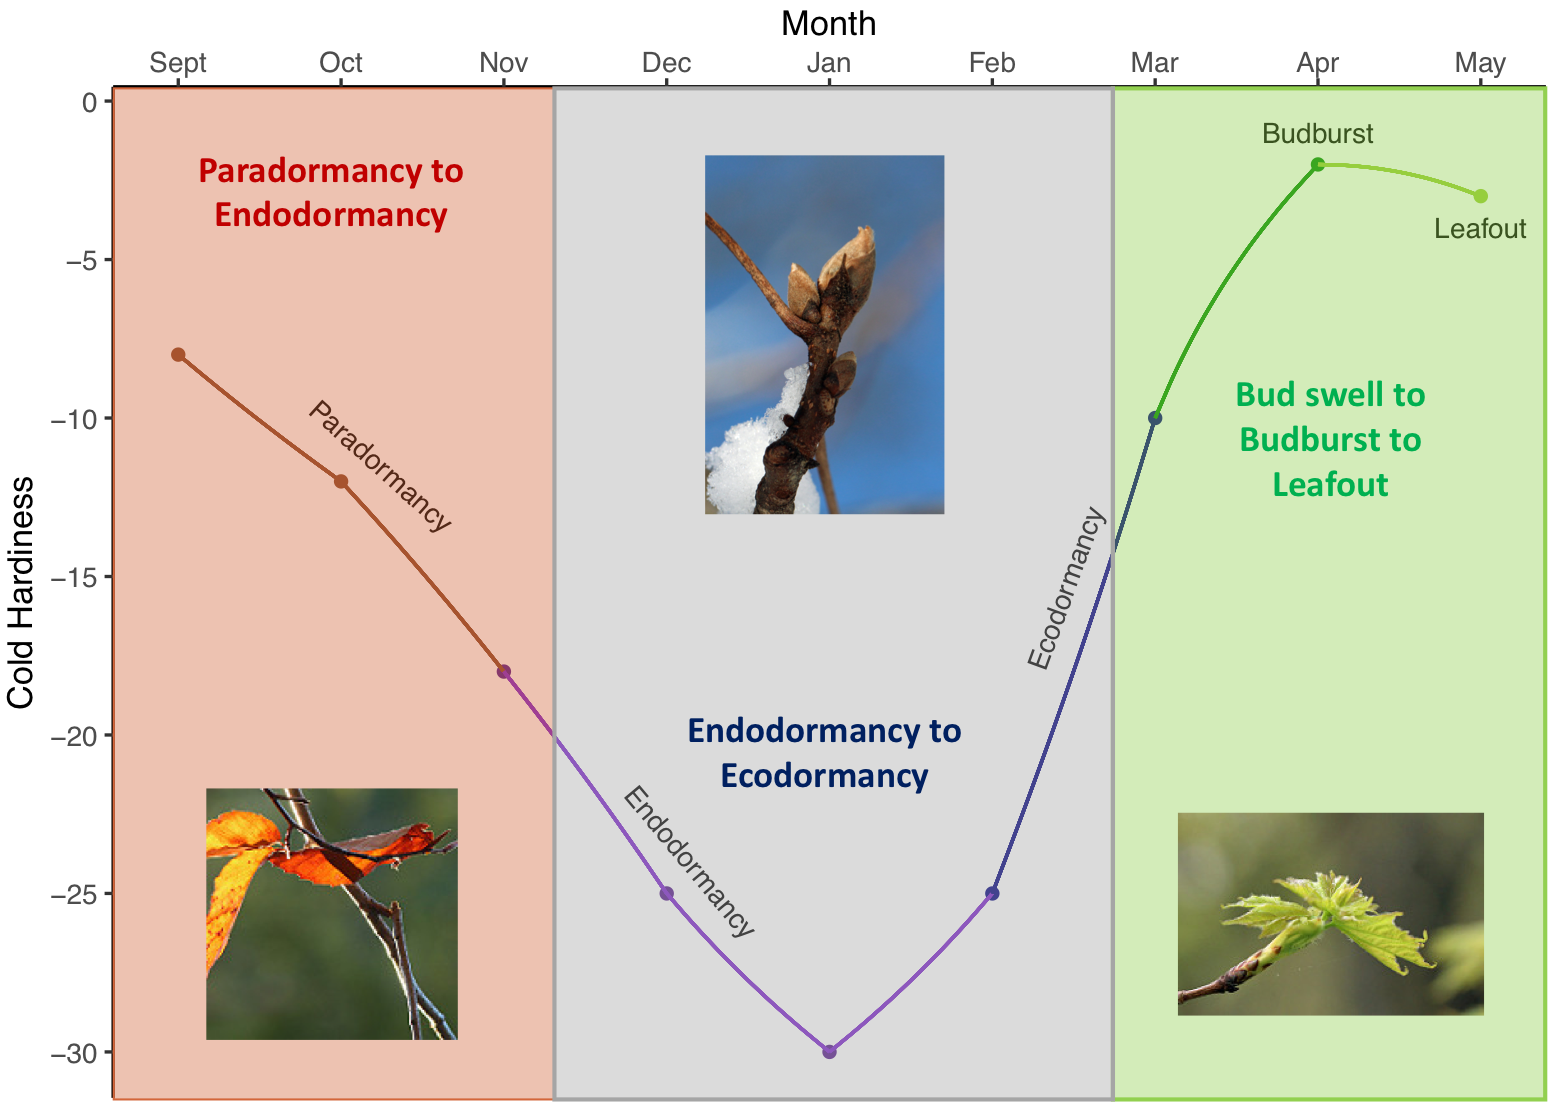 Month
Sept Oct Nov Dec Jan Feb Mar Apr May
0
−5
−10
−15
−20
−25
−30
Cold Hardiness
Paradormancy to
Endodormancy
Paradormancy
Endodormancy to
Ecodormancy
Endodormancy
Ecodormancy
Budburst
Leafout
Bud swell to
Budburst to
Leafout